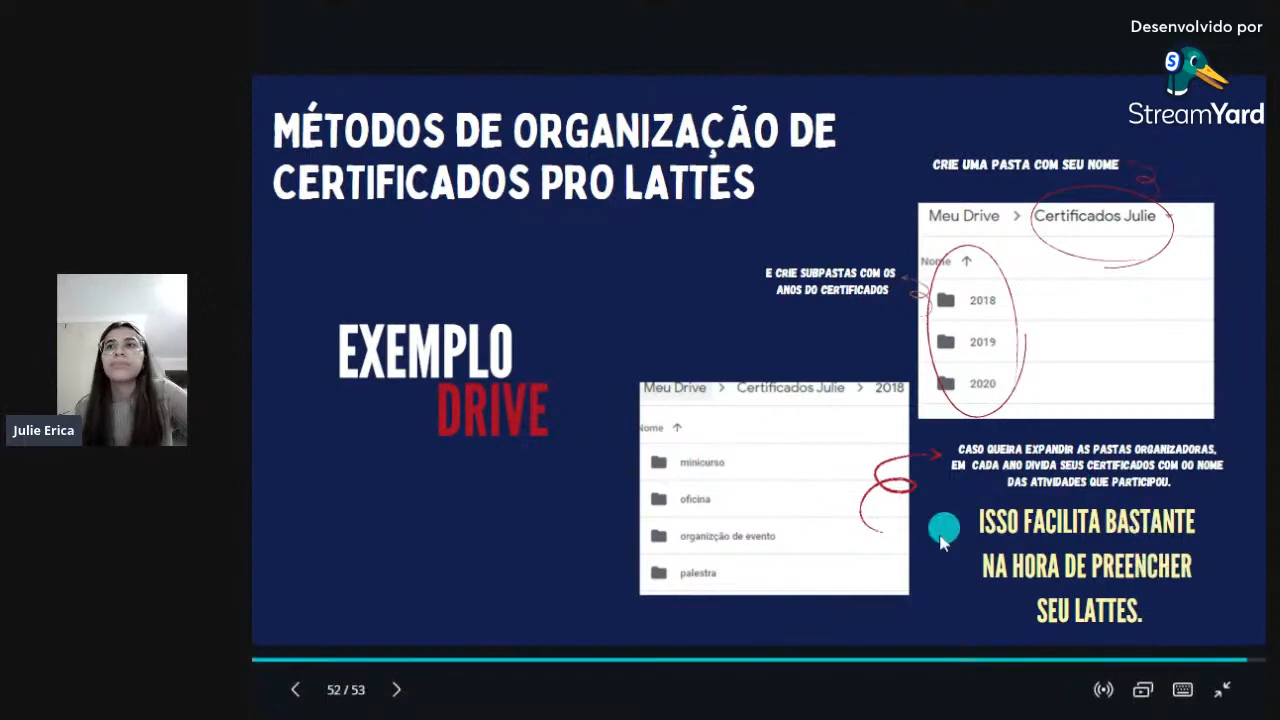 Desenvolvido por
StreamYard
MÉTODOS DE ORGANIZAÇÃO DE
CERTIFICADOS PRO LATTES
CRIE UMA PASTA COM SEU NOME
Meu Drive > Certificados Julie
Nome ↑
2018
2019
2020
E CRIE SUBPASTAS COM OS
ANOS DO CERTIFICADOS
EXEMPLO
DRIVE
Meu Drive > Certificados Julie > 2018
Nome ↑
minicurso
oficina
organizção de evento
palestra
CASO QUEIRA EXPANDIR AS PASTAS ORGANIZADORAS,
EM CADA ANO DIVIDA SEUS CERTIFICADOS COM OO NOME
DAS ATIVIDADES QUE PARTICIPOU.
ISSO FACILITA BASTANTE
NA HORA DE PREENCHER
SEU LATTES.
Julie Erica
52 / 53